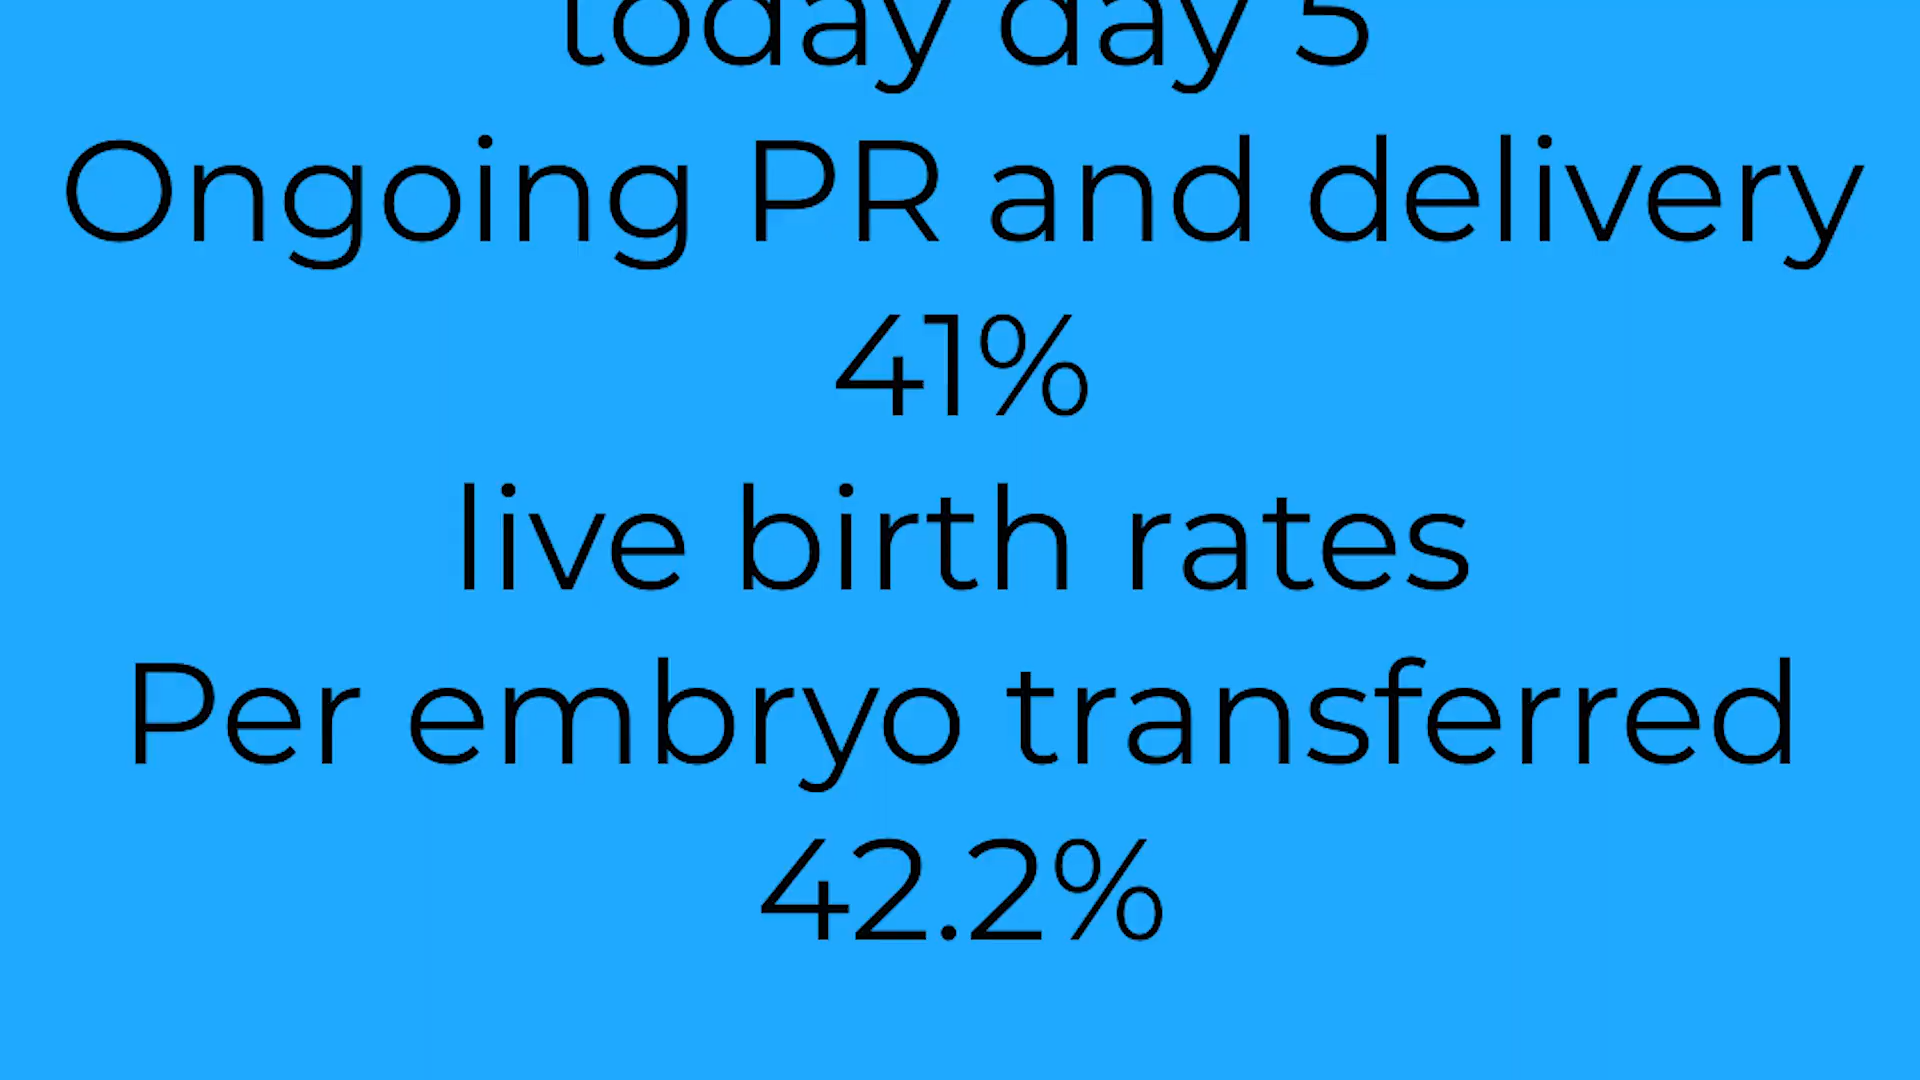 today day 5
Ongoing PR and delivery
41%
live birth rates
Per embryo transferred
42.2%